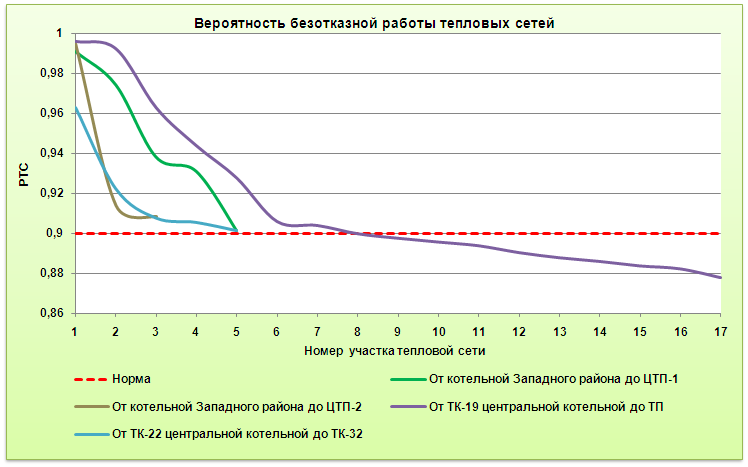 Вероятность безотказной работы тепловых сетей
РТС
1
0,98
0,96
0,94
0,92
0,9
0,88
0,86
1 2 3 4 5 6 7 8 9 10 11 12 13 14 15 16 17
Номер участка тепловой сети
Норма
От котельной Западного района до ЦТП-1
От котельной Западного района до ЦТП-2
От ТК-19 центральной котельной до ТП
От ТК-22 центральной котельной до ТК-32